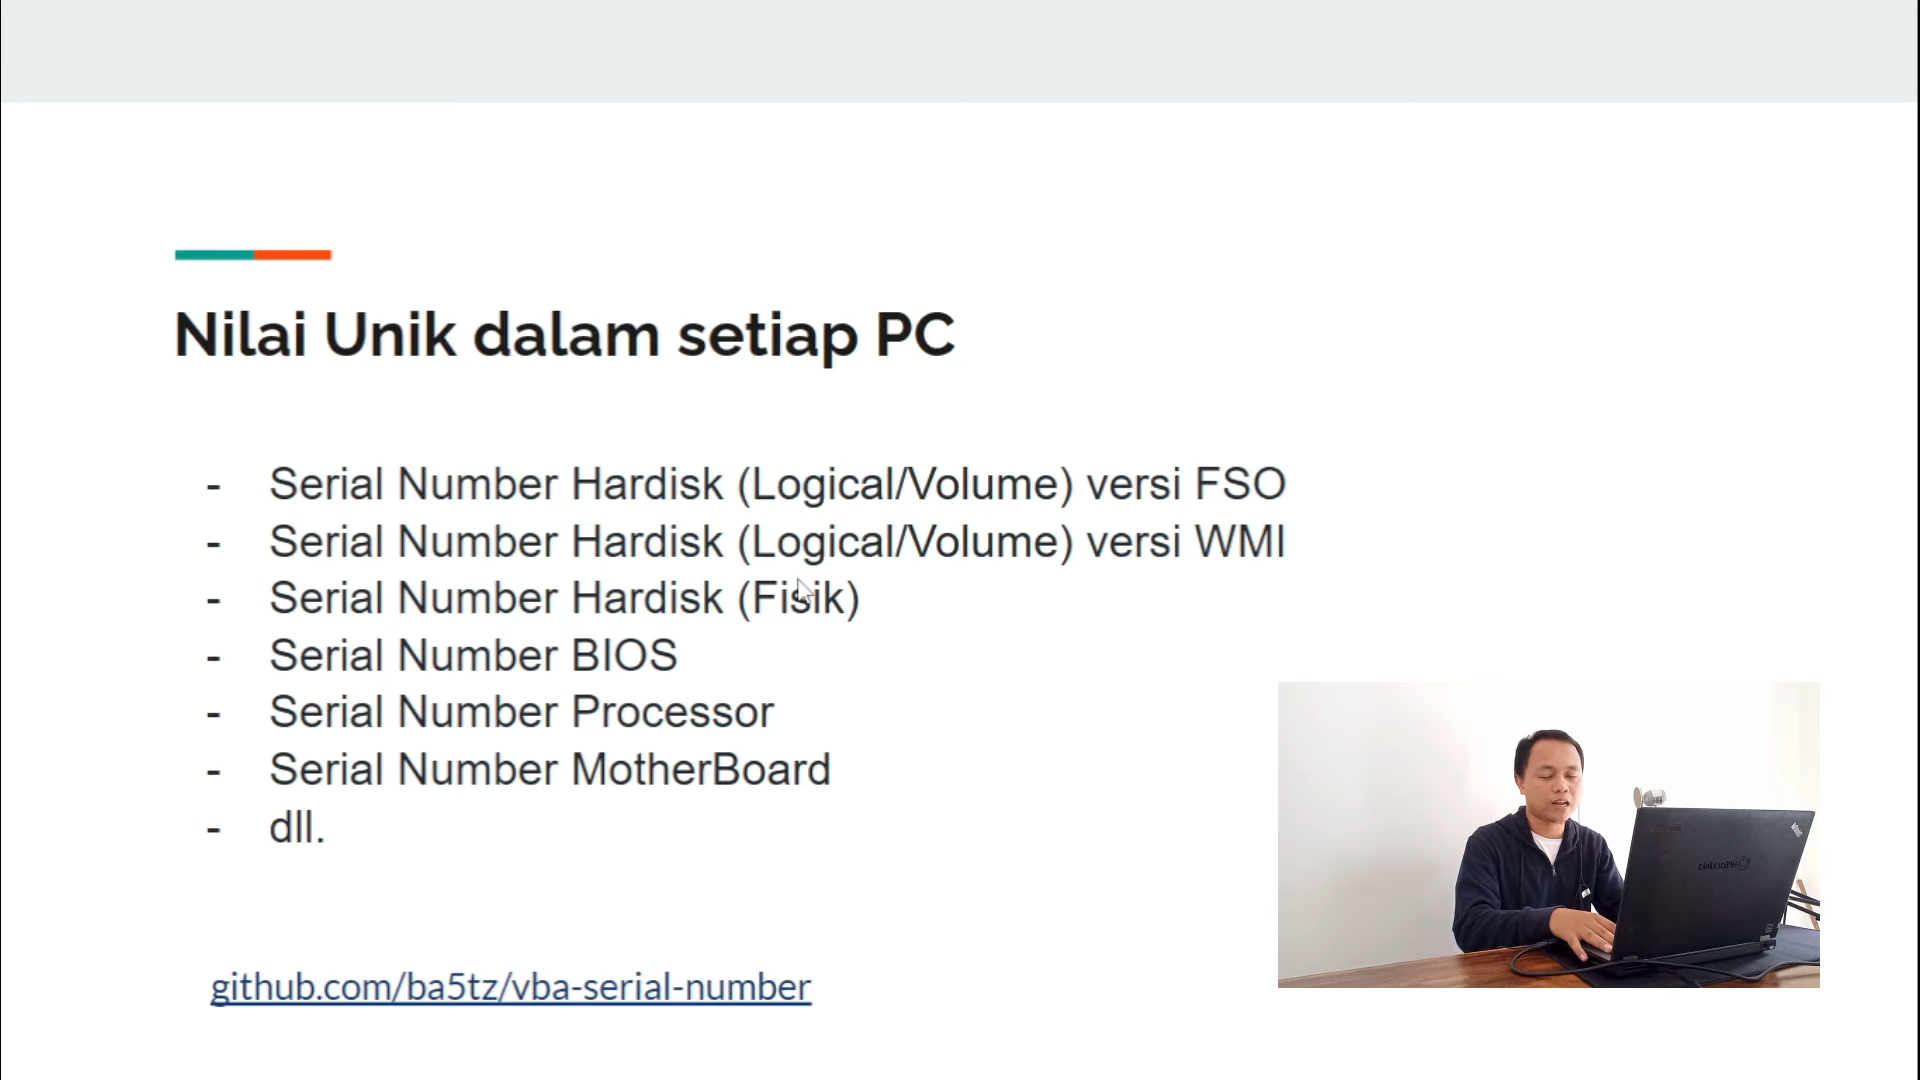 Nilai Unik dalam setiap PC
- Serial Number Hardisk (Logical/Volume) versi FSO
- Serial Number Hardisk (Logical/Volume) versi WMI
- Serial Number Hardisk (Fisik)
- Serial Number BIOS
- Serial Number Processor
- Serial Number MotherBoard
- dll.
github.com/ba5tz/vba-serial-number